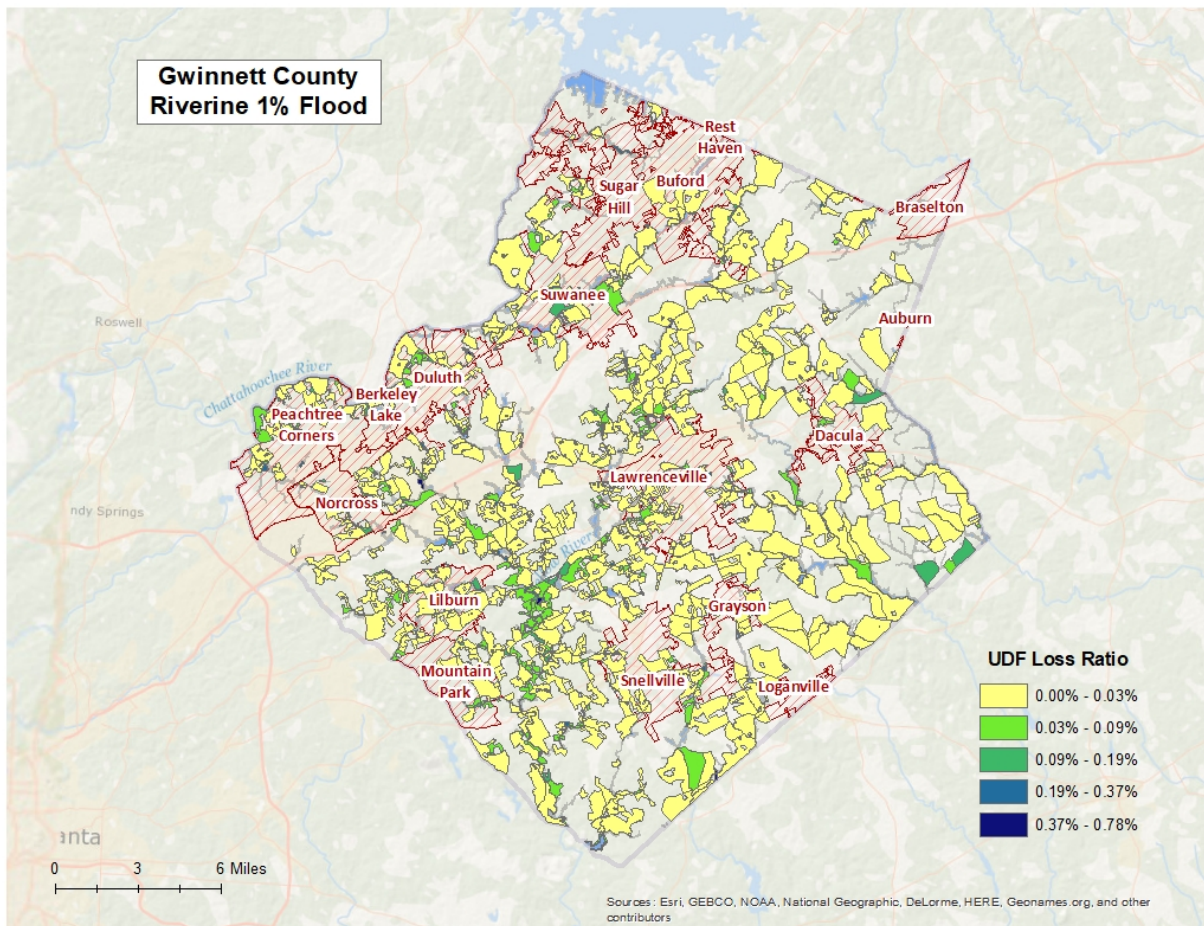 Gwinnett County
Riverine 1% Flood
Rest
Haven
Sugar
Hill
Buford
Braselton
Suwanee
Auburn
Roswell
Chattahoochee River
Duluth
Berkeley
Lake
Peachtree
Corners
Dacula
Lawrenceville
Norcross
ndy Springs
River
Lilburn
Grayson
Mountain
Park
Snellville
Loganville
UDF Loss Ratio
0.00% - 0.03%
0.03% - 0.09%
0.09% - 0.19%
0.19% - 0.37%
0.37% - 0.78%
anta
0 3 6 Miles
Sources: Esri, GEBCO, NOAA, National Geographic, DeLorme, HERE, Geonames.org, and other
contributors